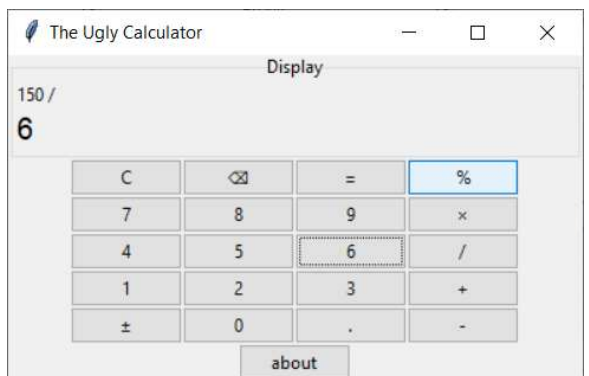 The Ugly Calculator
Display
150 /
6
C ⌫ = %
7 8 9 ×
4 5 6 /
1 2 3 +
± 0 . -
about